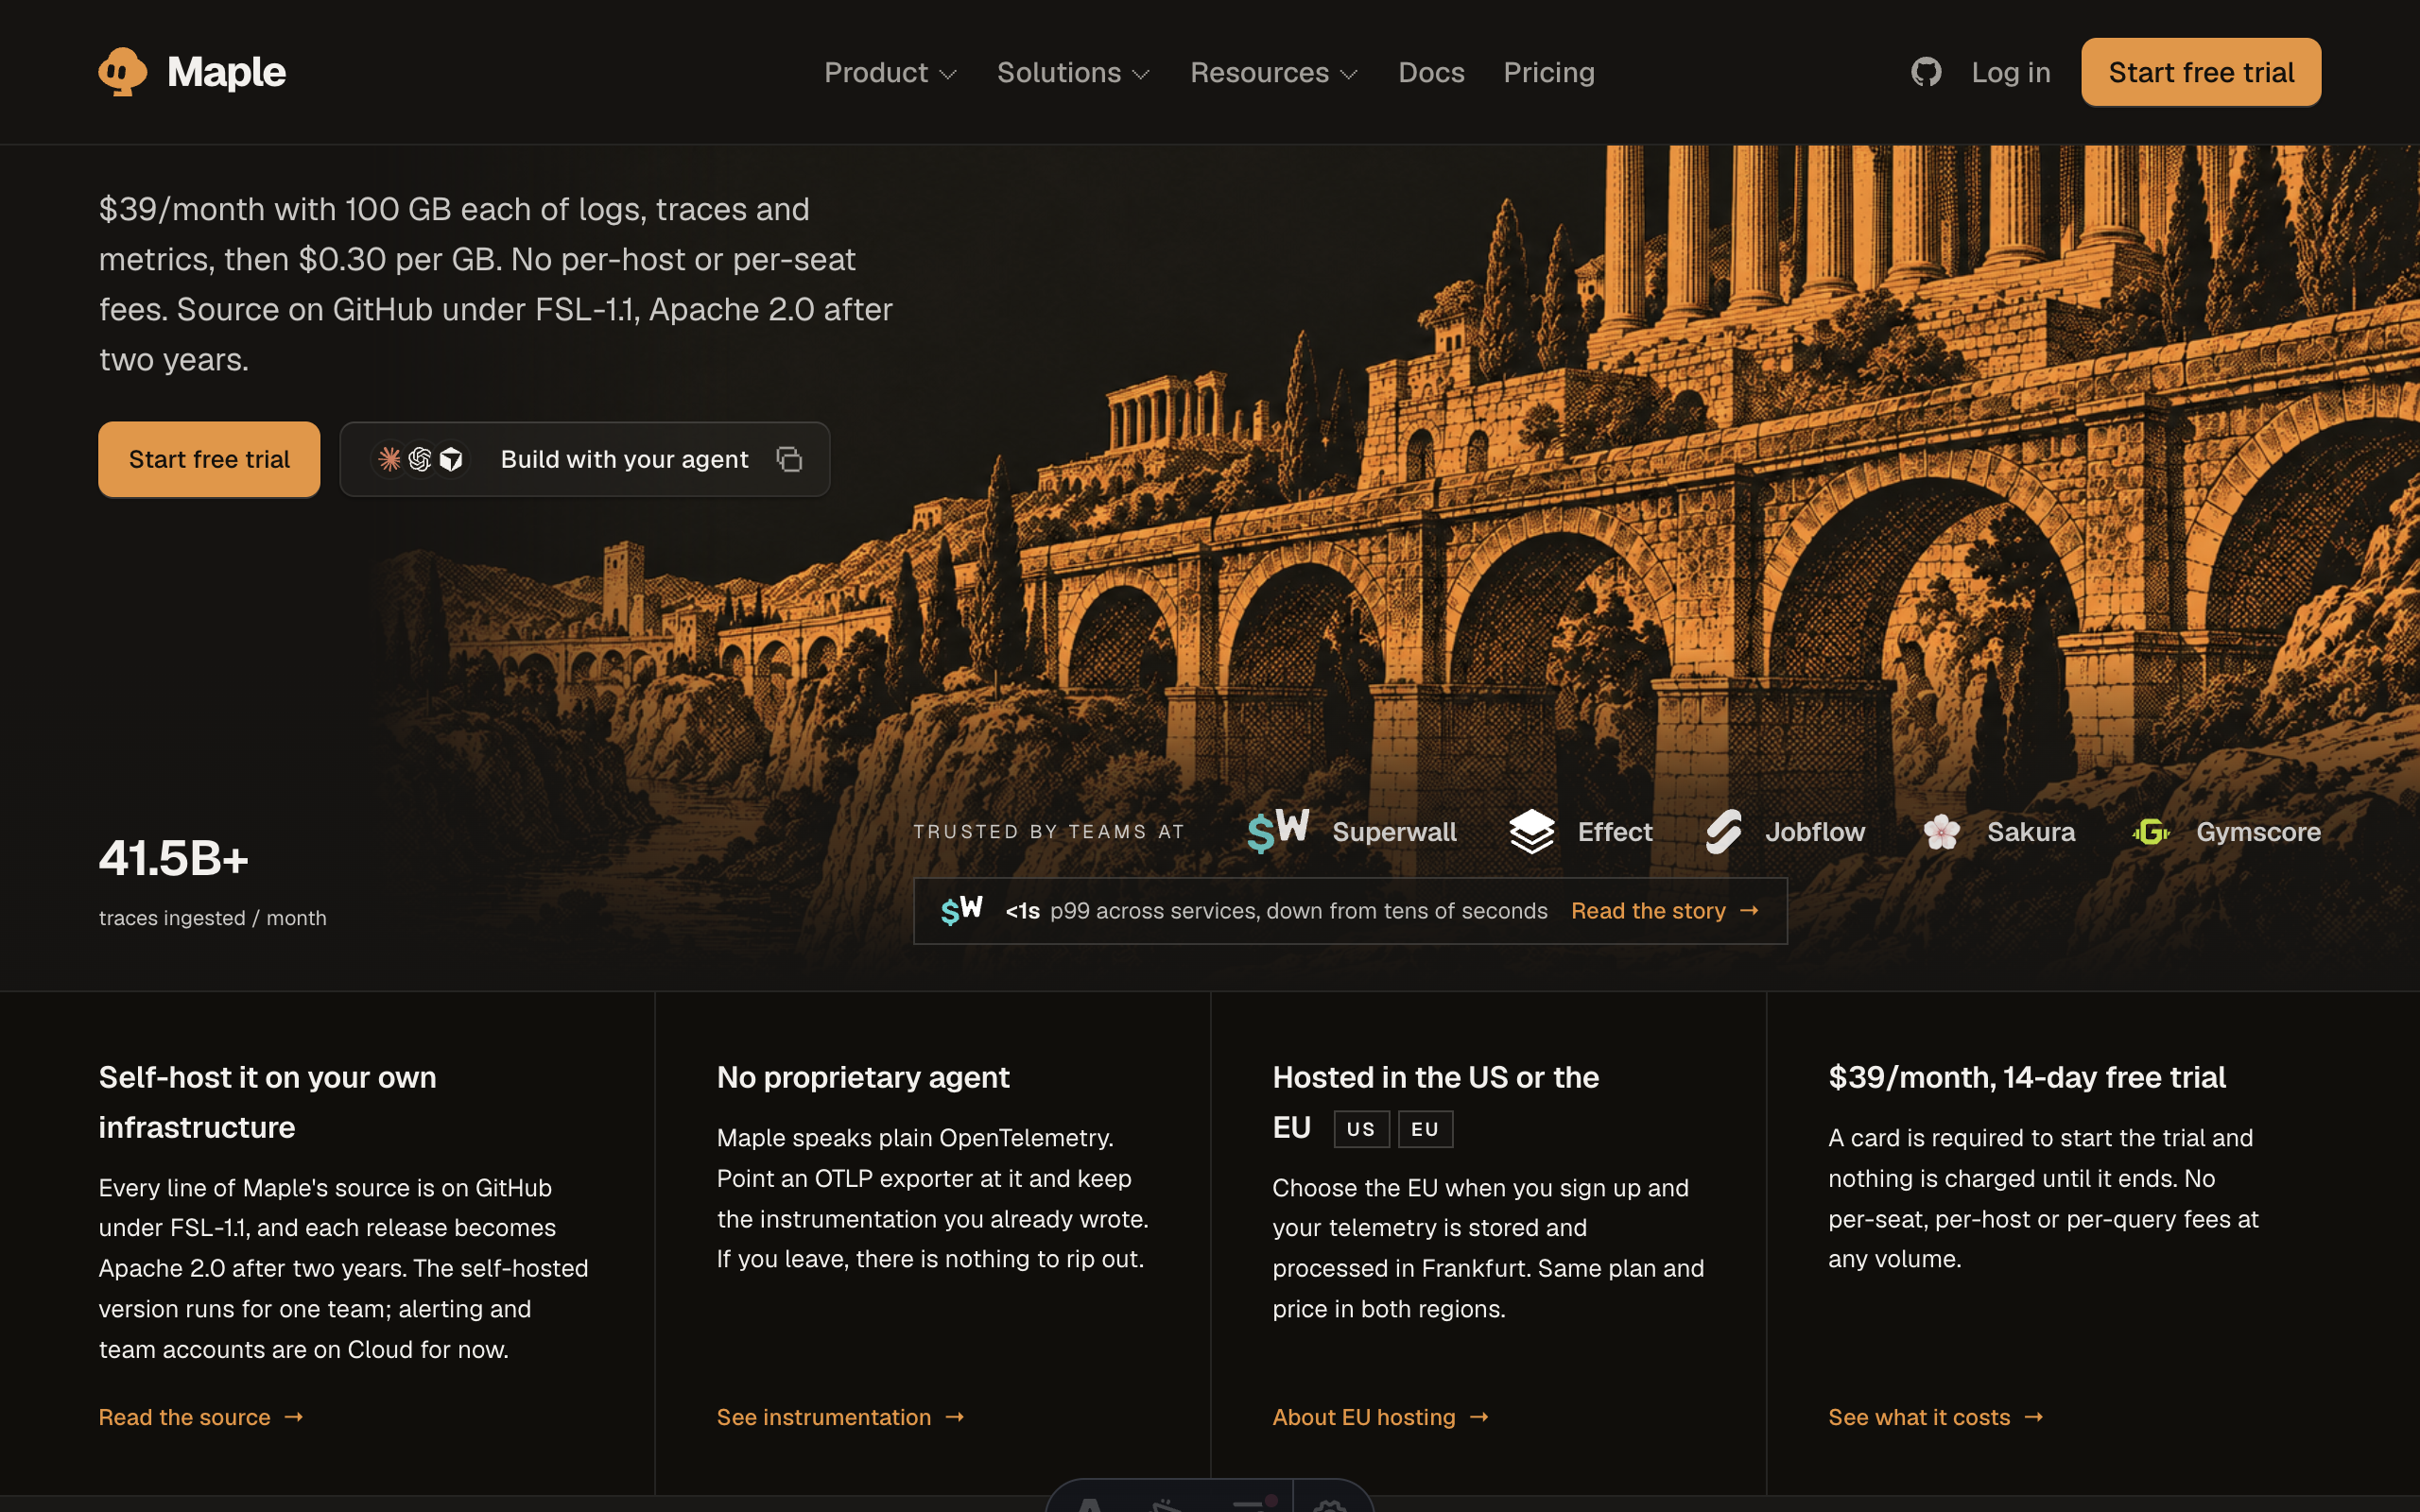 Maple
Product
Solutions
Resources
Docs
Pricing
Log in
Start free trial
$39/month with 100 GB each of logs, traces and
metrics, then $0.30 per GB. No per-host or per-seat
fees. Source on GitHub under FSL-1.1, Apache 2.0 after
two years.
Start free trial
Build with your agent
41.5B+
traces ingested / month
TRUSTED BY TEAMS AT
$W Superwall
Effect
Jobflow
Sakura
G Gymscore
$W <1s p99 across services, down from tens of seconds Read the story →
Self-host it on your own
infrastructure
Every line of Maple's source is on GitHub
under FSL-1.1, and each release becomes
Apache 2.0 after two years. The self-hosted
version runs for one team; alerting and
team accounts are on Cloud for now.
Read the source →
No proprietary agent
Maple speaks plain OpenTelemetry.
Point an OTLP exporter at it and keep
the instrumentation you already wrote.
If you leave, there is nothing to rip out.
See instrumentation →
Hosted in the US or the
EU US EU
Choose the EU when you sign up and
your telemetry is stored and
processed in Frankfurt. Same plan and
price in both regions.
About EU hosting →
$39/month, 14-day free trial
A card is required to start the trial and
nothing is charged until it ends. No
per-seat, per-host or per-query fees at
any volume.
See what it costs →